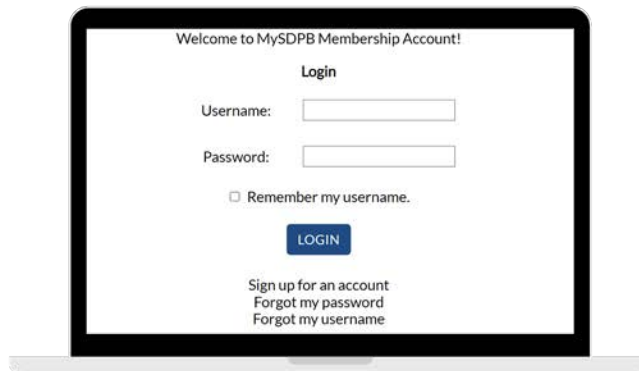 Welcome to MySDPB Membership Account!
Login
Username:
Password:
Remember my username.
LOGIN
Sign up for an account
Forgot my password
Forgot my username